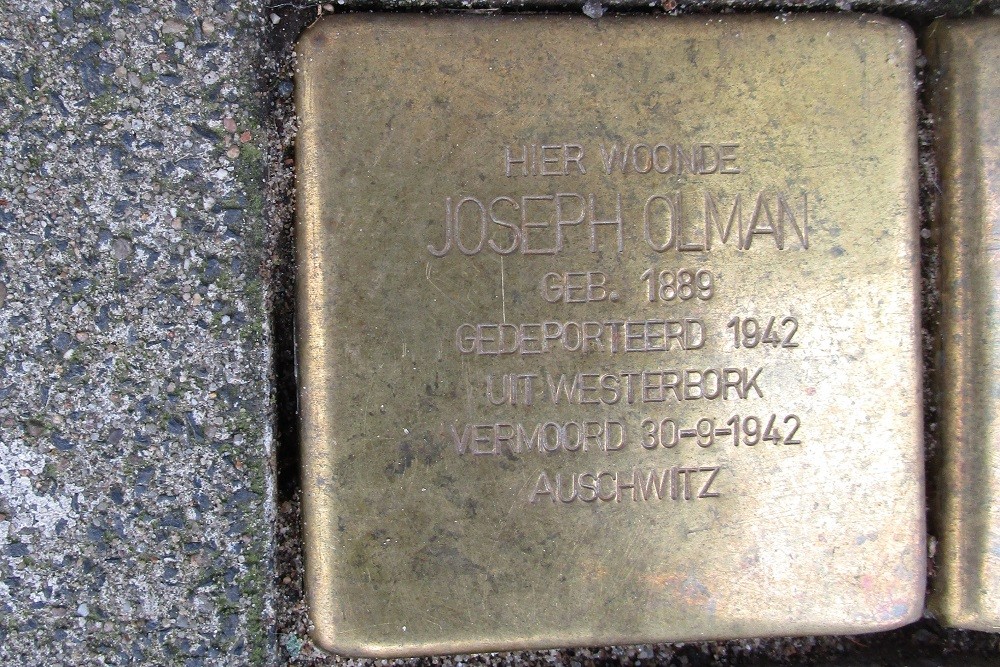 HIER WOONDE
JOSEPH OLMAN
GEB. 1889
GEDEPORTEERD 1942
UIT WESTERBORK
VERMOORD 30-9-1942
AUSCHWITZ